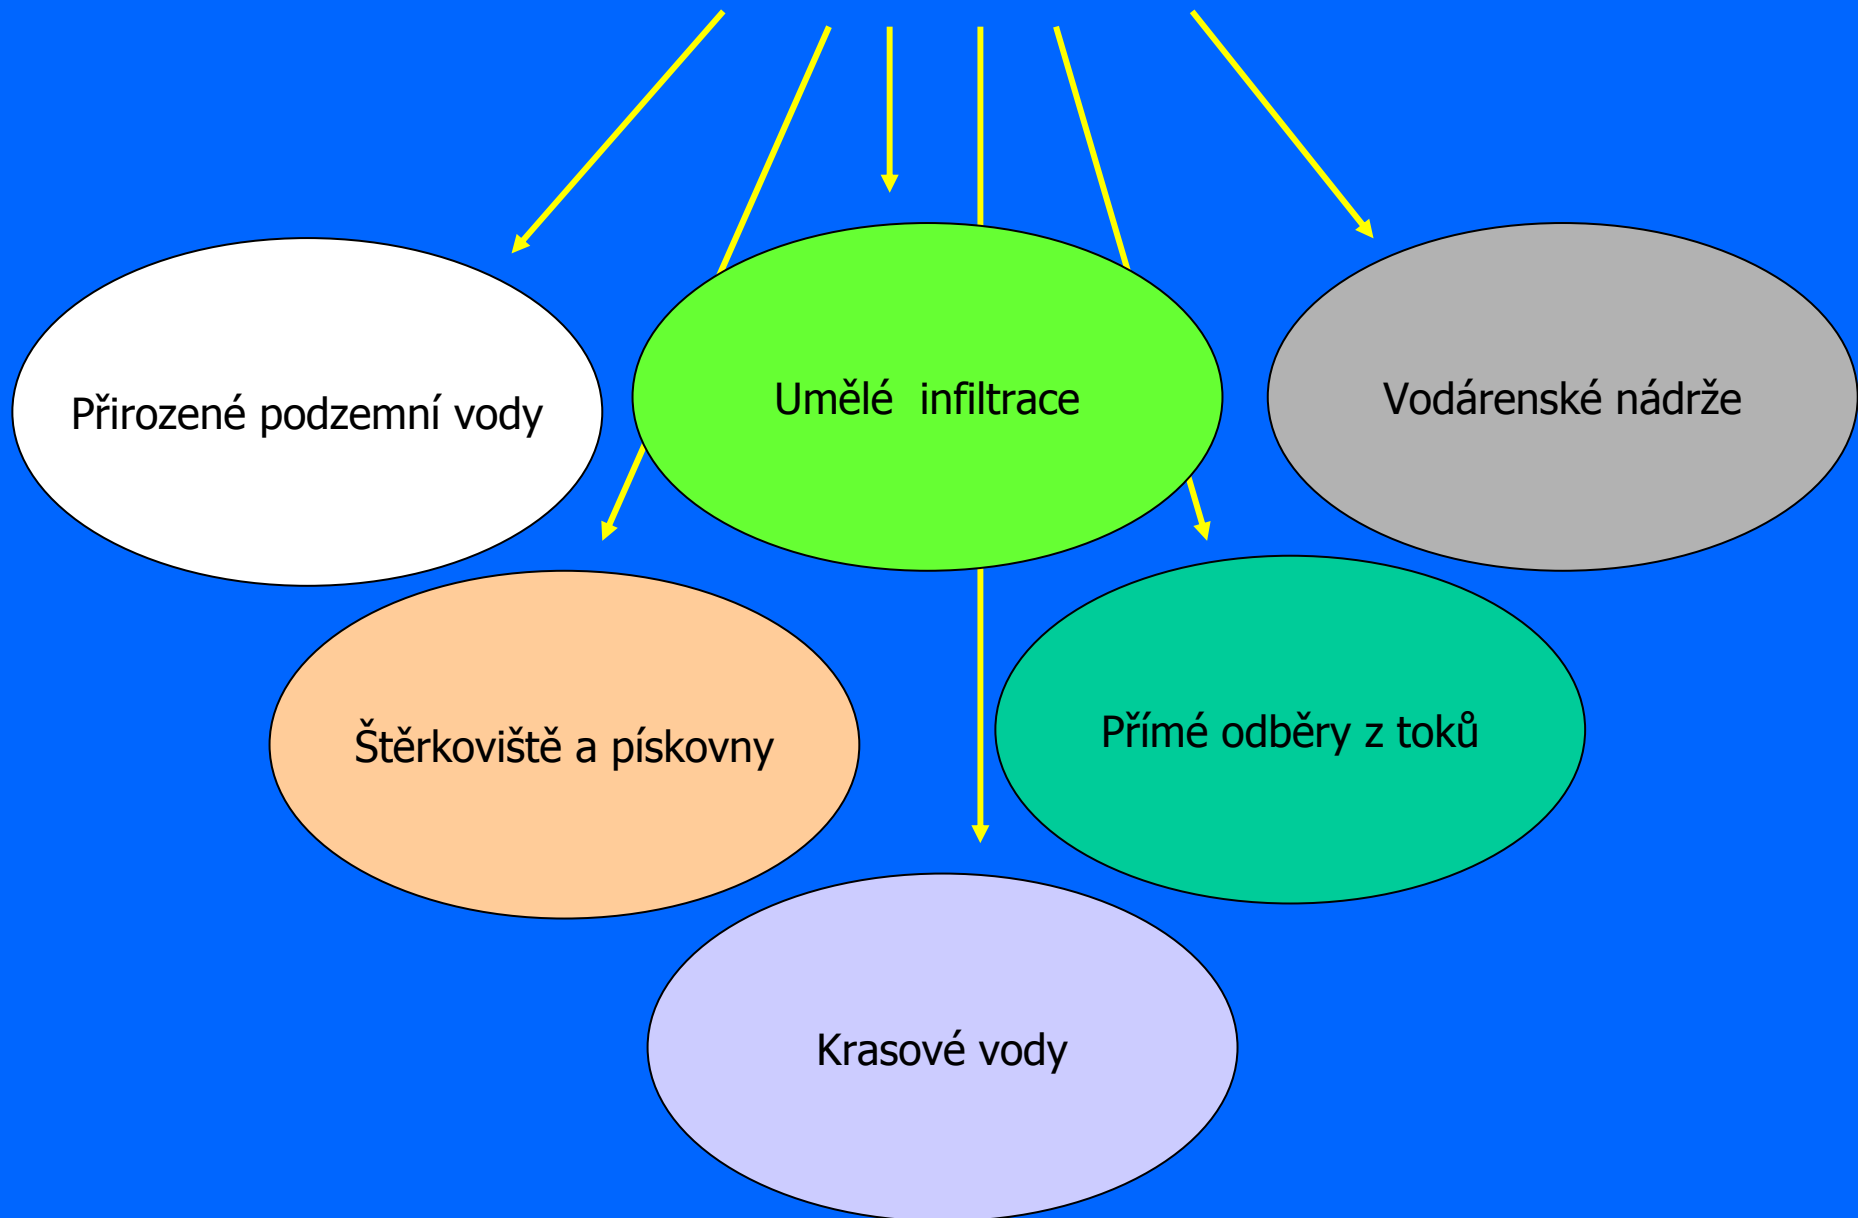 Přirozené podzemní vody
Umělé  infiltrace
Vodárenské nádrže
Štěrkoviště a pískovny
Přímé odběry z toků
Krasové vody